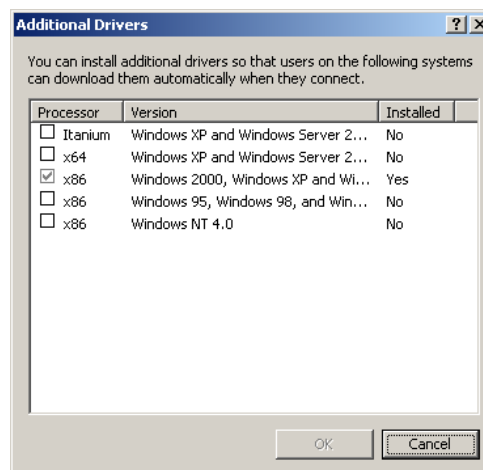 Additional Drivers
You can install additional drivers so that users on the following systems
can download them automatically when they connect.
Processor Version Installed
Itanium Windows XP and Windows Server 2... No
x64 Windows XP and Windows Server 2... No
x86 Windows 2000, Windows XP and Wi... Yes
x86 Windows 95, Windows 98, and Win... No
x86 Windows NT 4.0 No
OK Cancel